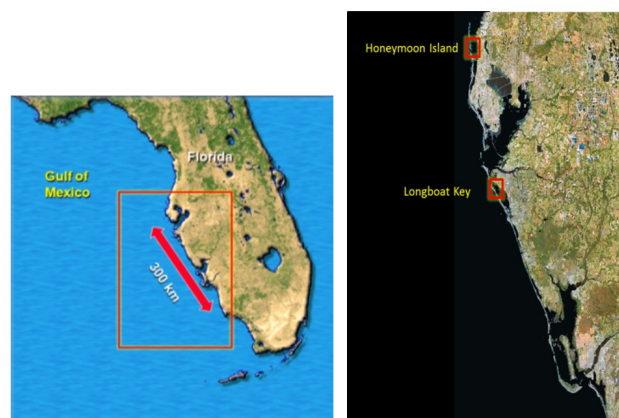 Gulf of
Mexico
Florida
300 km
Honeymoon Island
Longboat Key